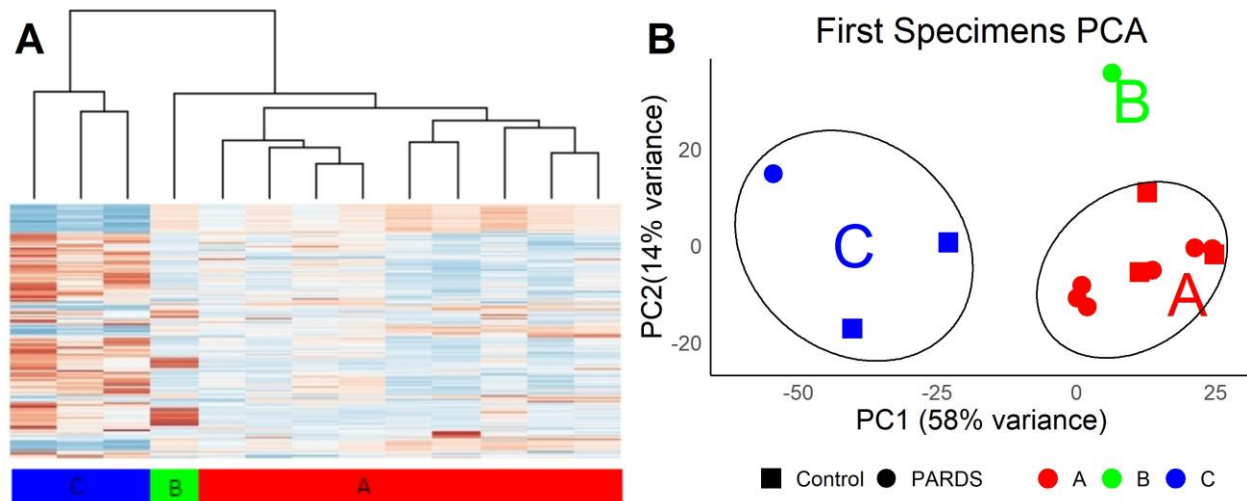 A
C B A
B First Specimens PCA
B
C
A
20
0
-20
PC2(14% variance)
-50 -25 0 25
PC1 (58% variance)
Control PARDS A B C